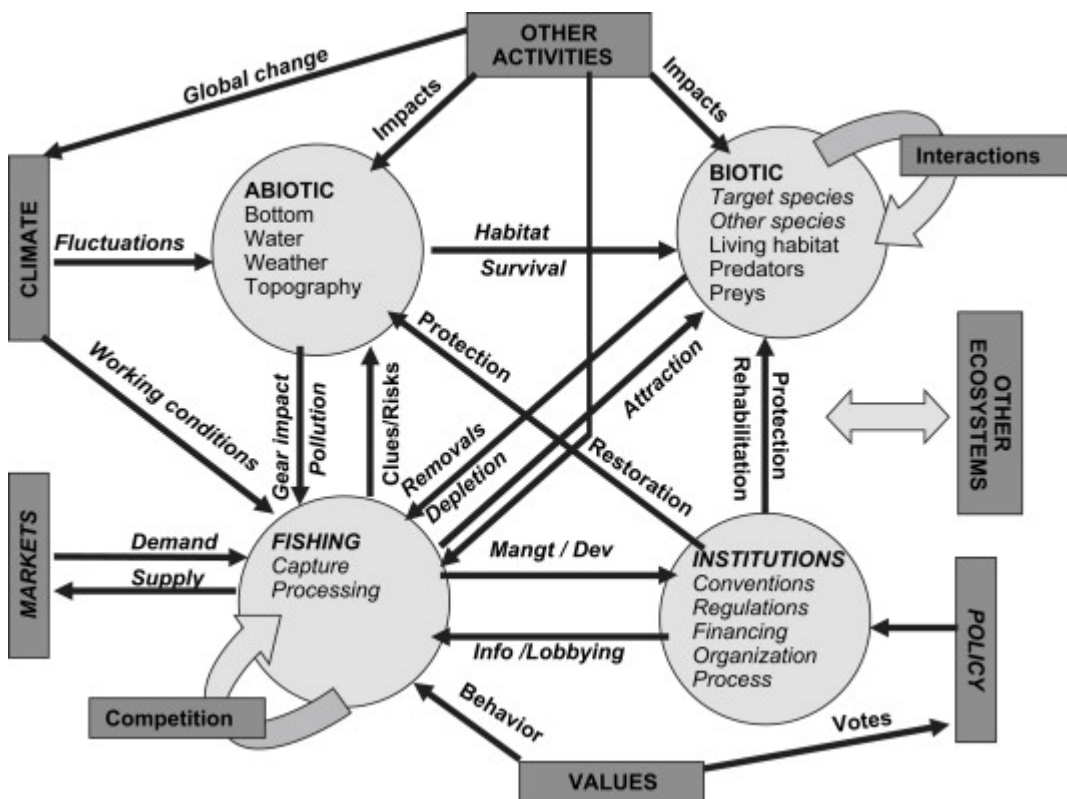 OTHER
ACTIVITIES
Global change
Impacts
Impacts
Interactions
CLIMATE
ABIOTIC
Bottom
Water
Weather
Topography
BIOTIC
Target species
Other species
Living habitat
Predators
Preys
Fluctuations
Habitat
Survival
Working conditions
Gear impact
Pollution
Clues/Risks
Protection
Removals
Depletion
Attraction
Restoration
Protection
Rehabilitation
OTHER
ECOSYSTEMS
MARKETS
Demand
Supply
FISHING
Capture
Processing
Mangt / Dev
Info /Lobbying
INSTITUTIONS
Conventions
Regulations
Financing
Organization
Process
POLICY
Competition
Behavior
Votes
VALUES